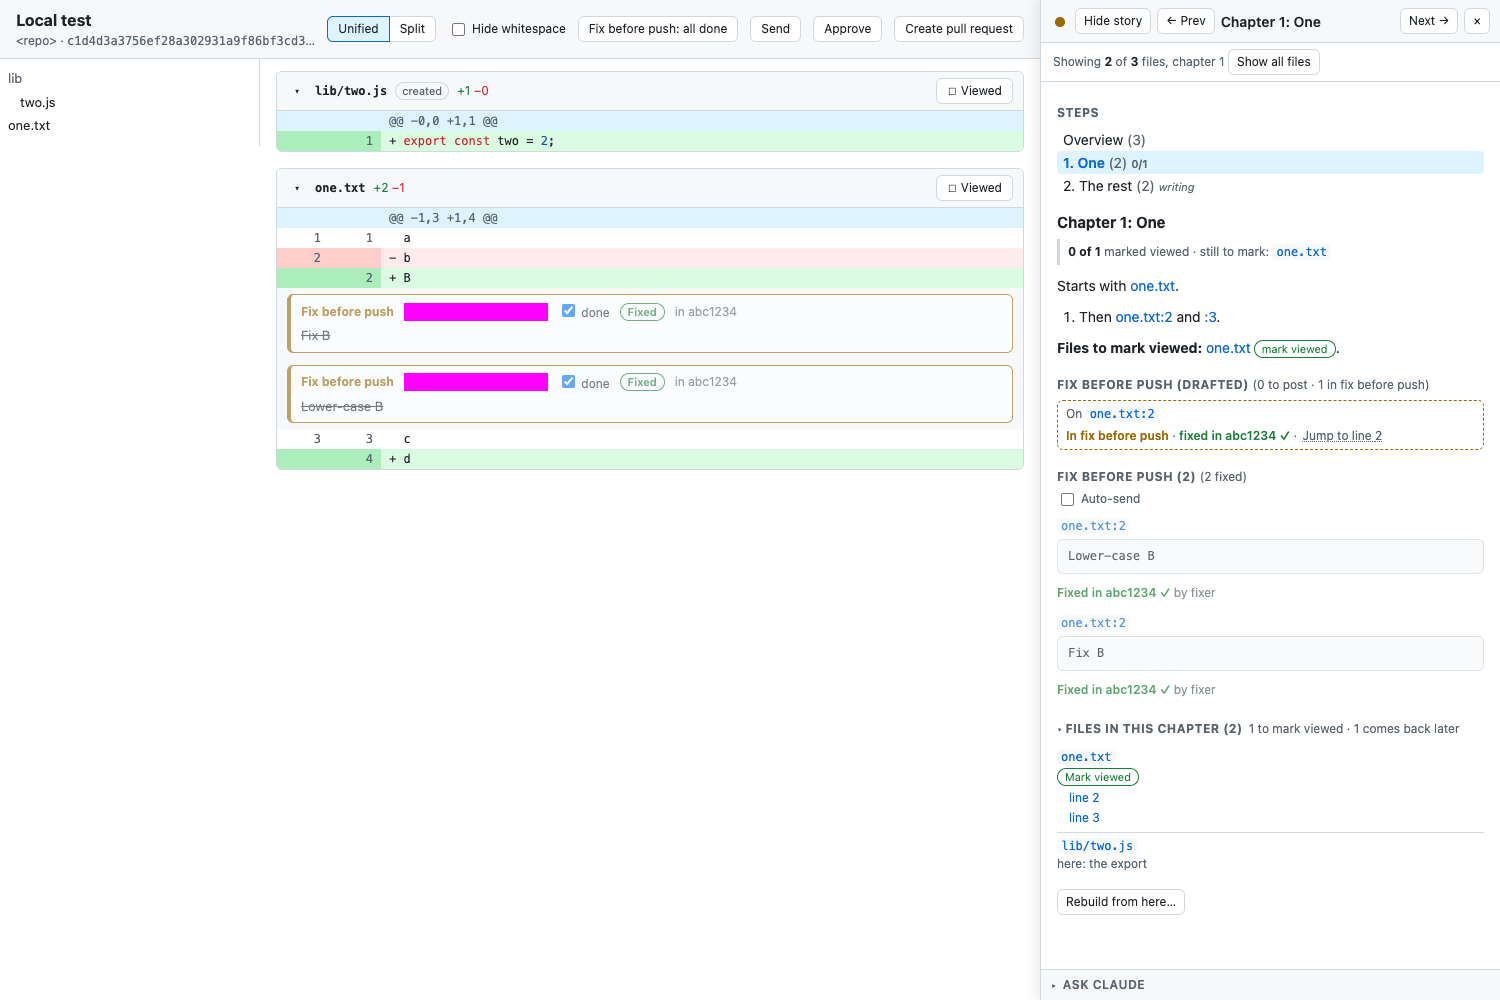 Local test
<repo> · c1d4d3a3756ef28a302931a9f86bf3cd3…
Unified Split Hide whitespace Fix before push: all done Send Approve Create pull request
lib
two.js
one.txt
▾ lib/two.js created +1 −0 □ Viewed
@@ −0,0 +1,1 @@
1 + export const two = 2;
▾ one.txt +2 −1 □ Viewed
@@ −1,3 +1,4 @@
1 1 a
2 − b
2 + B
Fix before push done Fixed in abc1234
Fix B
Fix before push done Fixed in abc1234
Lower-case B
3 3 c
4 + d
Hide story ← Prev Chapter 1: One Next → ×
Showing 2 of 3 files, chapter 1 Show all files
STEPS
Overview (3)
1. One (2) 0/1
2. The rest (2) writing
Chapter 1: One
0 of 1 marked viewed · still to mark: one.txt
Starts with one.txt.
1. Then one.txt:2 and :3.
Files to mark viewed: one.txt mark viewed.
FIX BEFORE PUSH (DRAFTED) (0 to post · 1 in fix before push)
On one.txt:2
In fix before push · fixed in abc1234 ✓ · Jump to line 2
FIX BEFORE PUSH (2) (2 fixed)
Auto-send
one.txt:2
Lower−case B
Fixed in abc1234 ✓ by fixer
one.txt:2
Fix B
Fixed in abc1234 ✓ by fixer
▾ FILES IN THIS CHAPTER (2) 1 to mark viewed · 1 comes back later
one.txt
Mark viewed
line 2
line 3
lib/two.js
here: the export
Rebuild from here…
▸ ASK CLAUDE